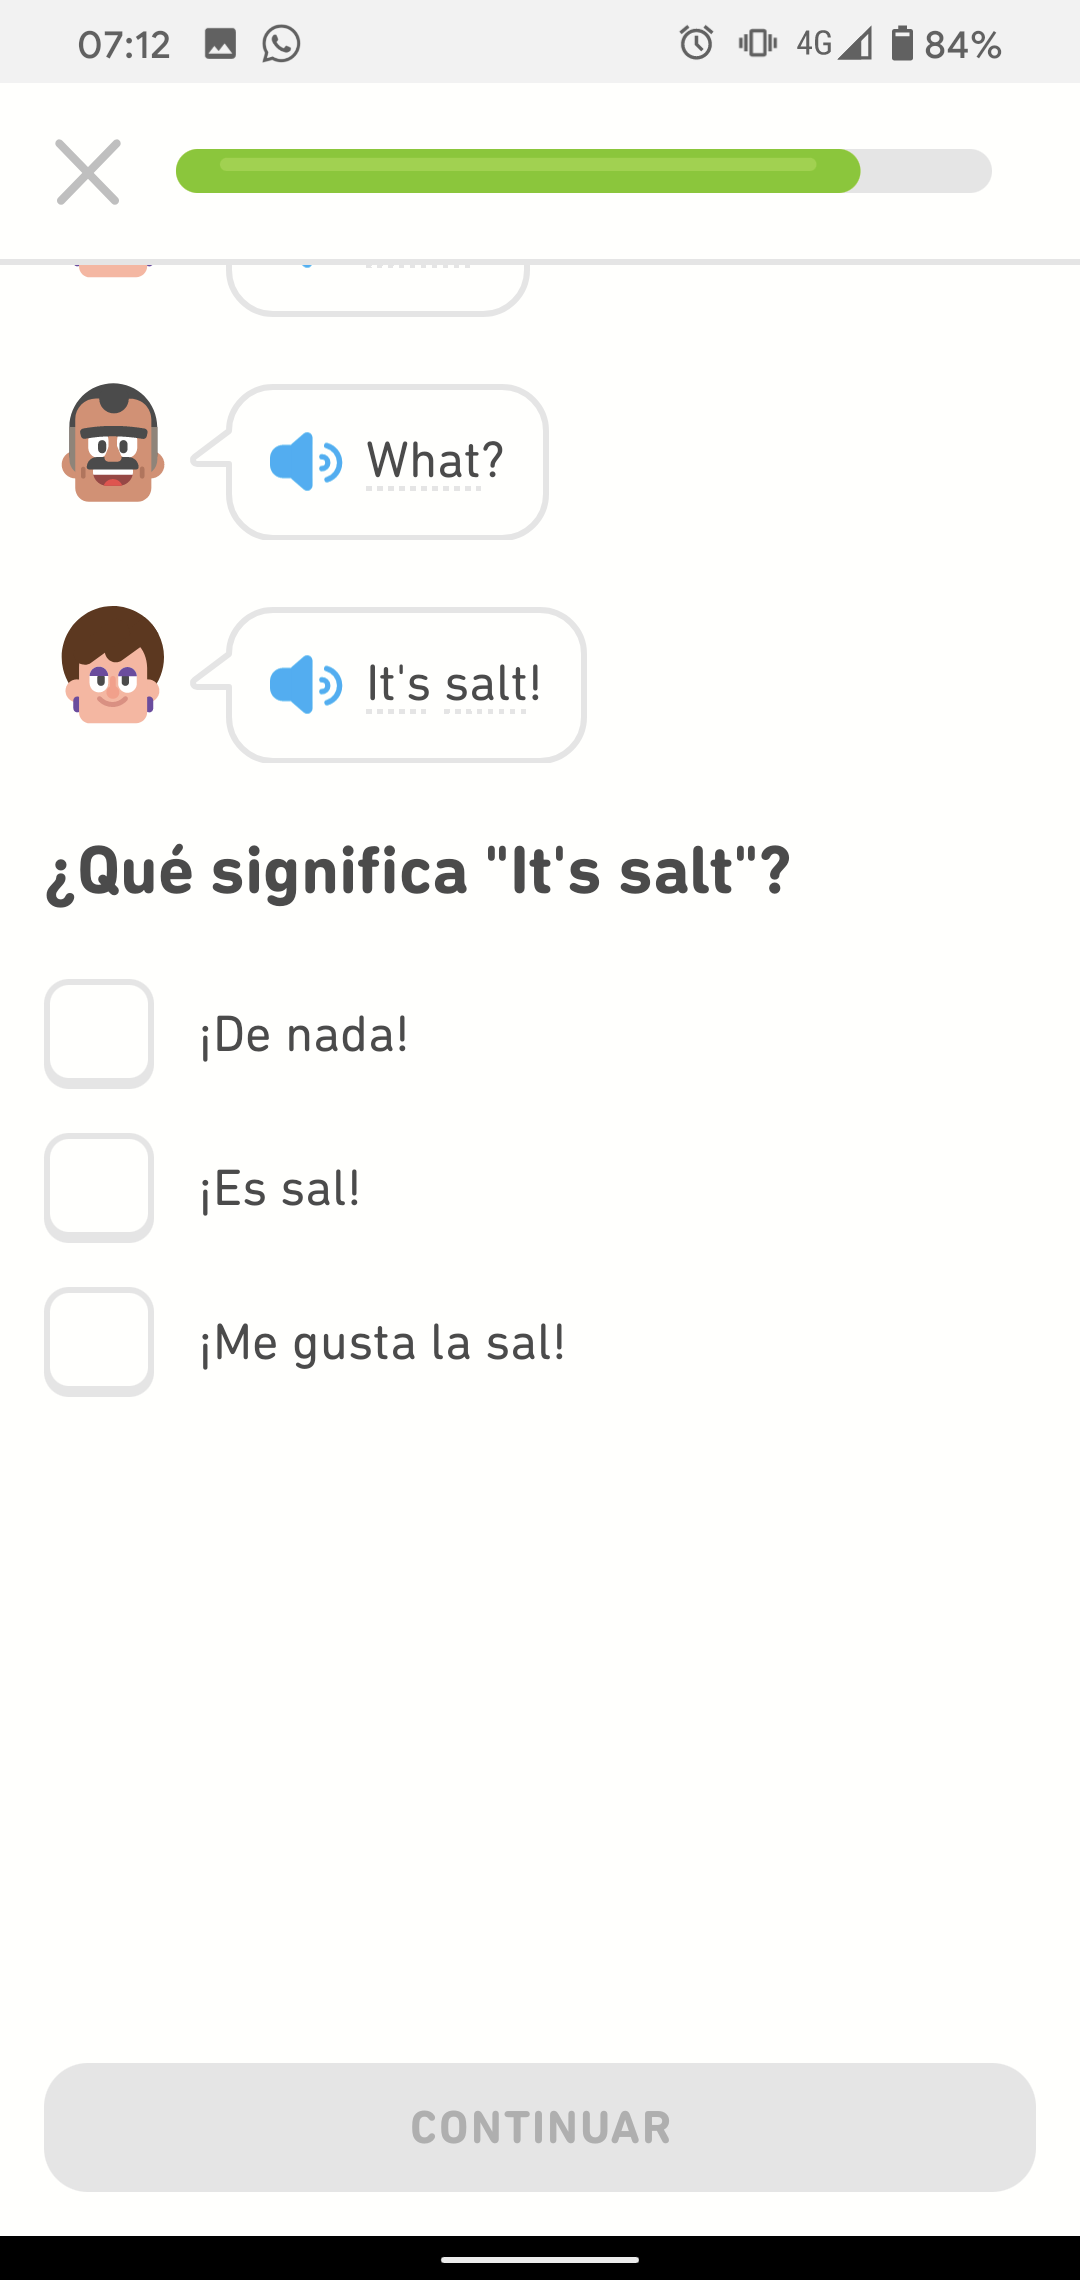 07:12 4G 84%
What?
It's salt!
¿Qué significa "It's salt"?
¡De nada!
¡Es sal!
¡Me gusta la sal!
CONTINUAR